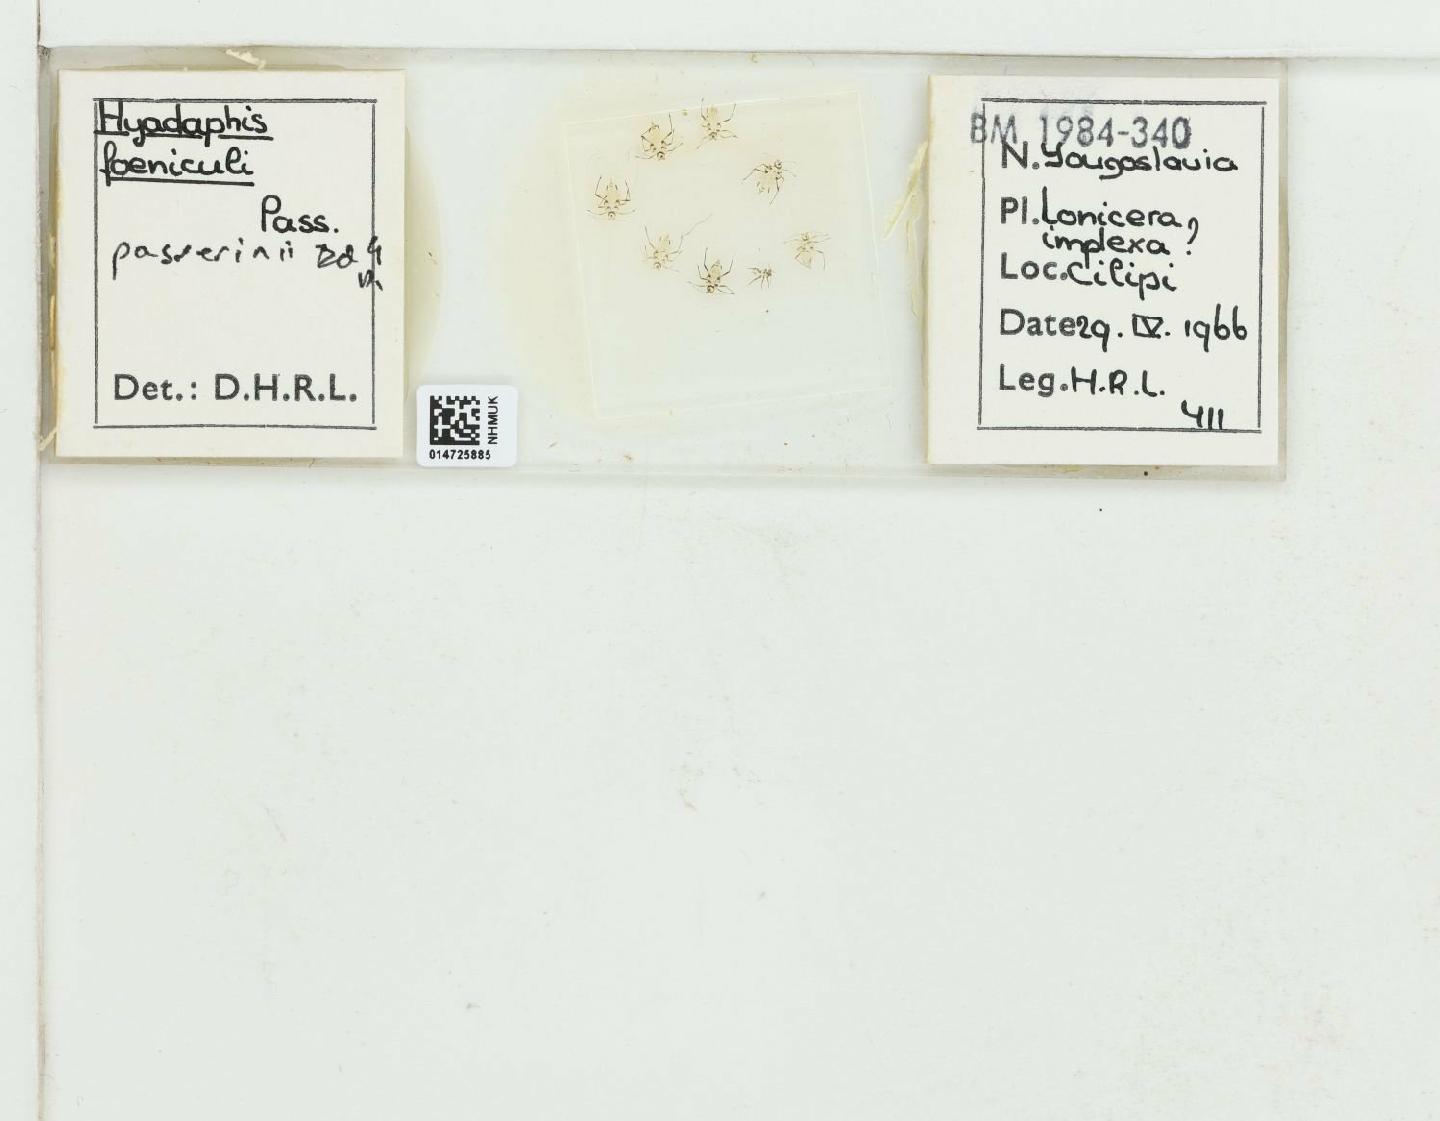 Hyadaphis
foeniculi
Pass.
passerinii
Det.: D.H.R.L.
NHMUK
014725885
BM 1984-340
N. Yougoslavia
Pl. Lonicera
implexa?
Loc. Cilipi
Date 29. IV. 1966
Leg. H.R.L.
411